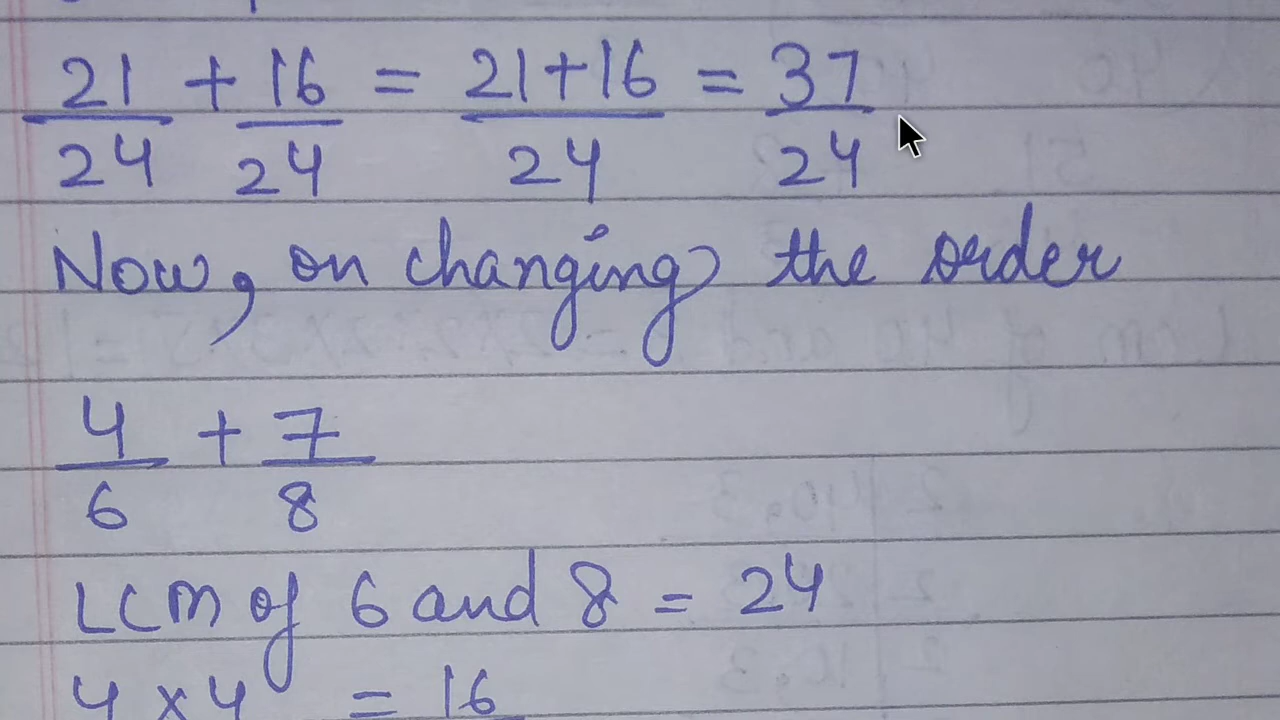 21/24 + 16/24 = 21+16/24 = 37/24
Now, on changing the order
4/6 + 7/8
LCM of 6 and 8 = 24
4 × 4 = 16